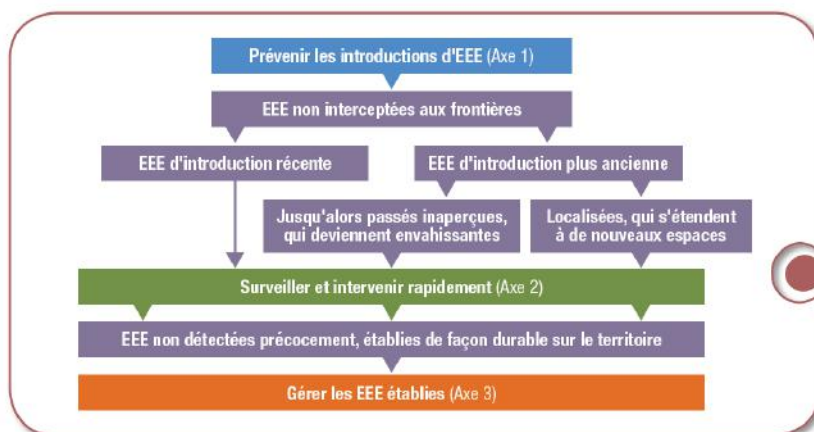 Prévenir les introductions d'EEE (Axe 1)
EEE non interceptées aux frontières
EEE d'introduction récente
EEE d'introduction plus ancienne
Jusqu'alors passés inaperçues,
qui deviennent envahissantes
Localisées, qui s'étendent
à de nouveaux espaces
Surveiller et intervenir rapidement (Axe 2)
EEE non détectées précocement, établies de façon durable sur le territoire
Gérer les EEE établies (Axe 3)